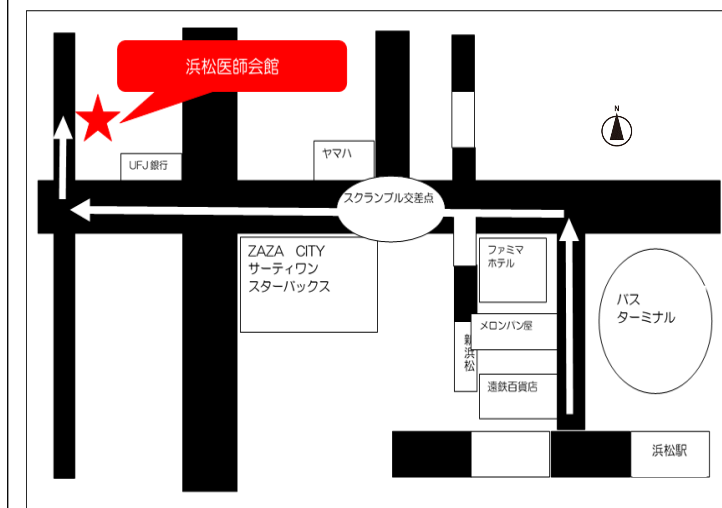 浜松医師会館
N
UFJ銀行
ヤマハ
スクランブル交差点
ZAZA CITY
サーティワン
スターバックス
ファミマ
ホテル
バス
ターミナル
メロンパン屋
新浜松
遠鉄百貨店
浜松駅